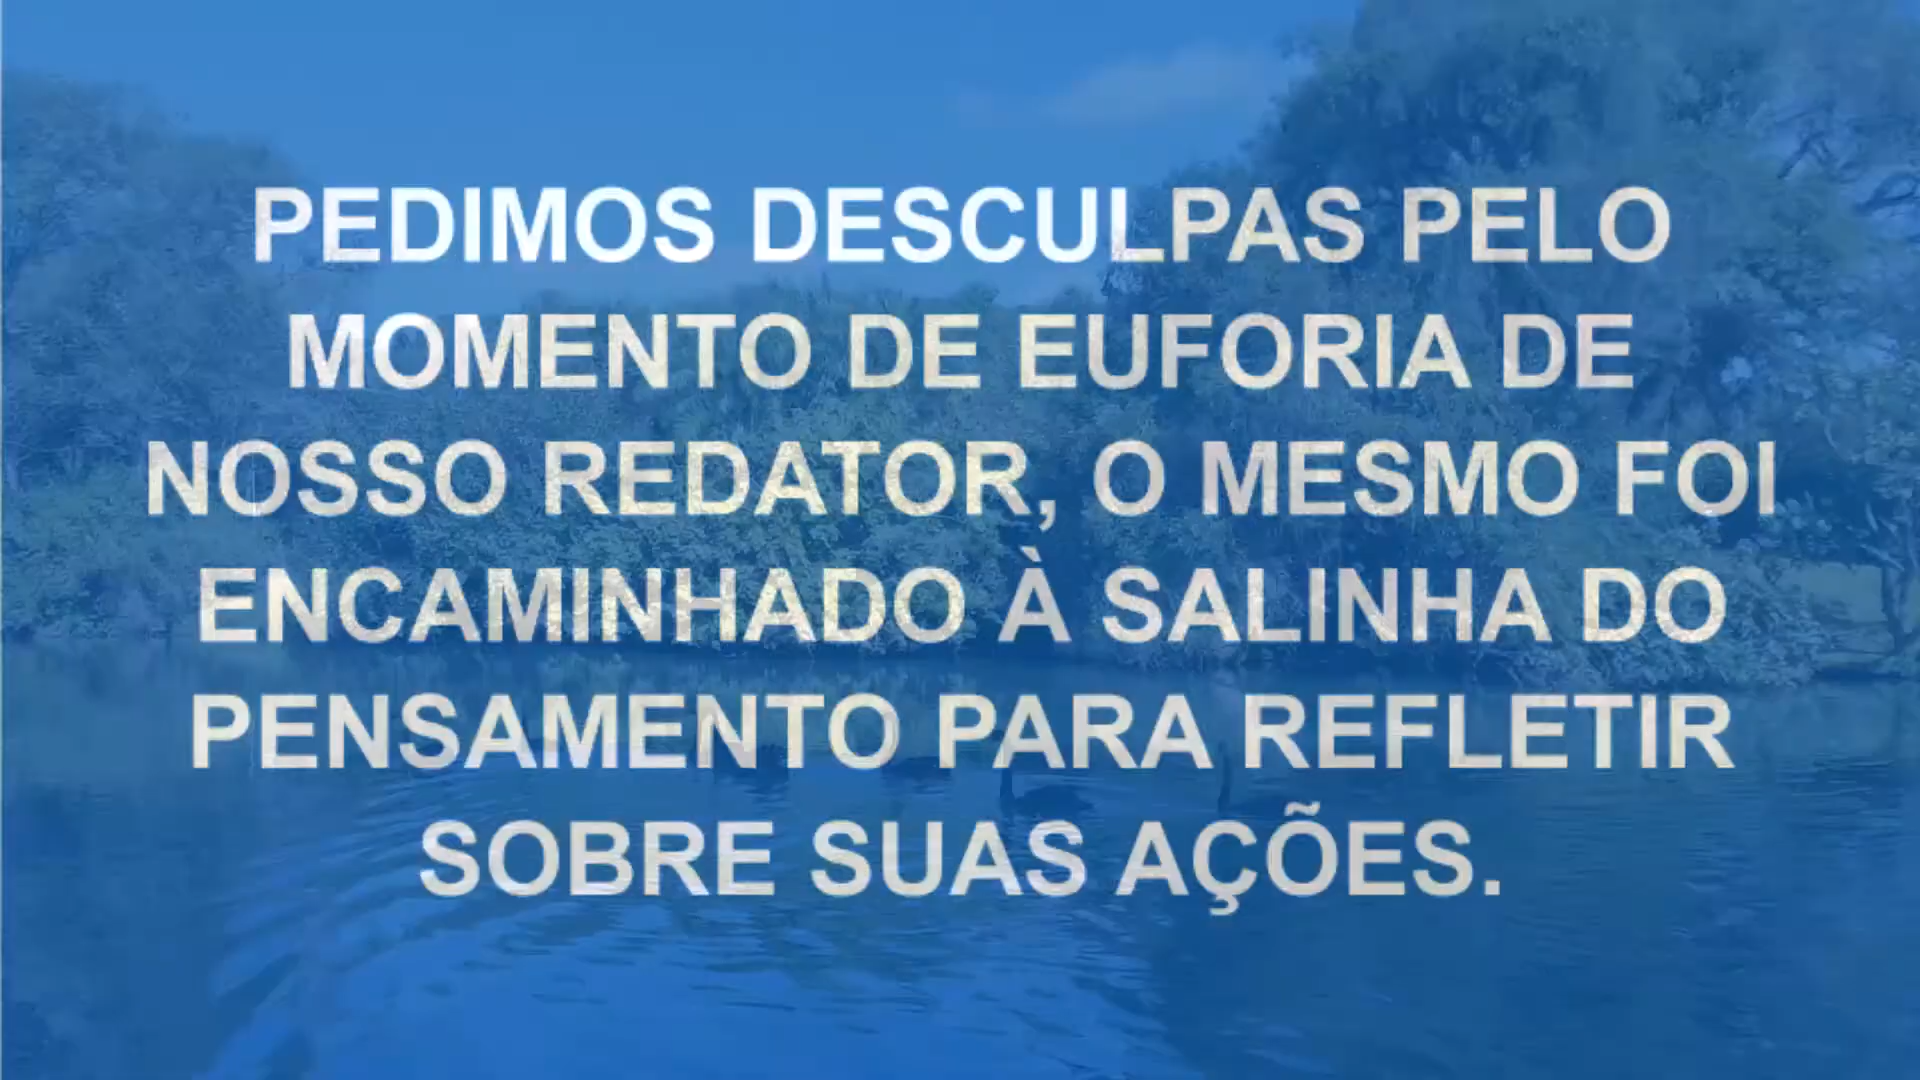 PEDIMOS DESCULPAS PELO
MOMENTO DE EUFORIA DE
NOSSO REDATOR, O MESMO FOI
ENCAMINHADO À SALINHA DO
PENSAMENTO PARA REFLETIR
SOBRE SUAS AÇÕES.